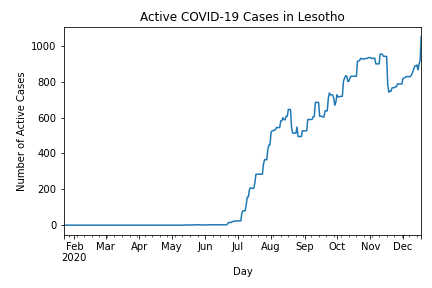 Active COVID-19 Cases in Lesotho
Number of Active Cases
1000
800
600
400
200
0
Feb Mar Apr May Jun Jul Aug Sep Oct Nov Dec
2020
Day